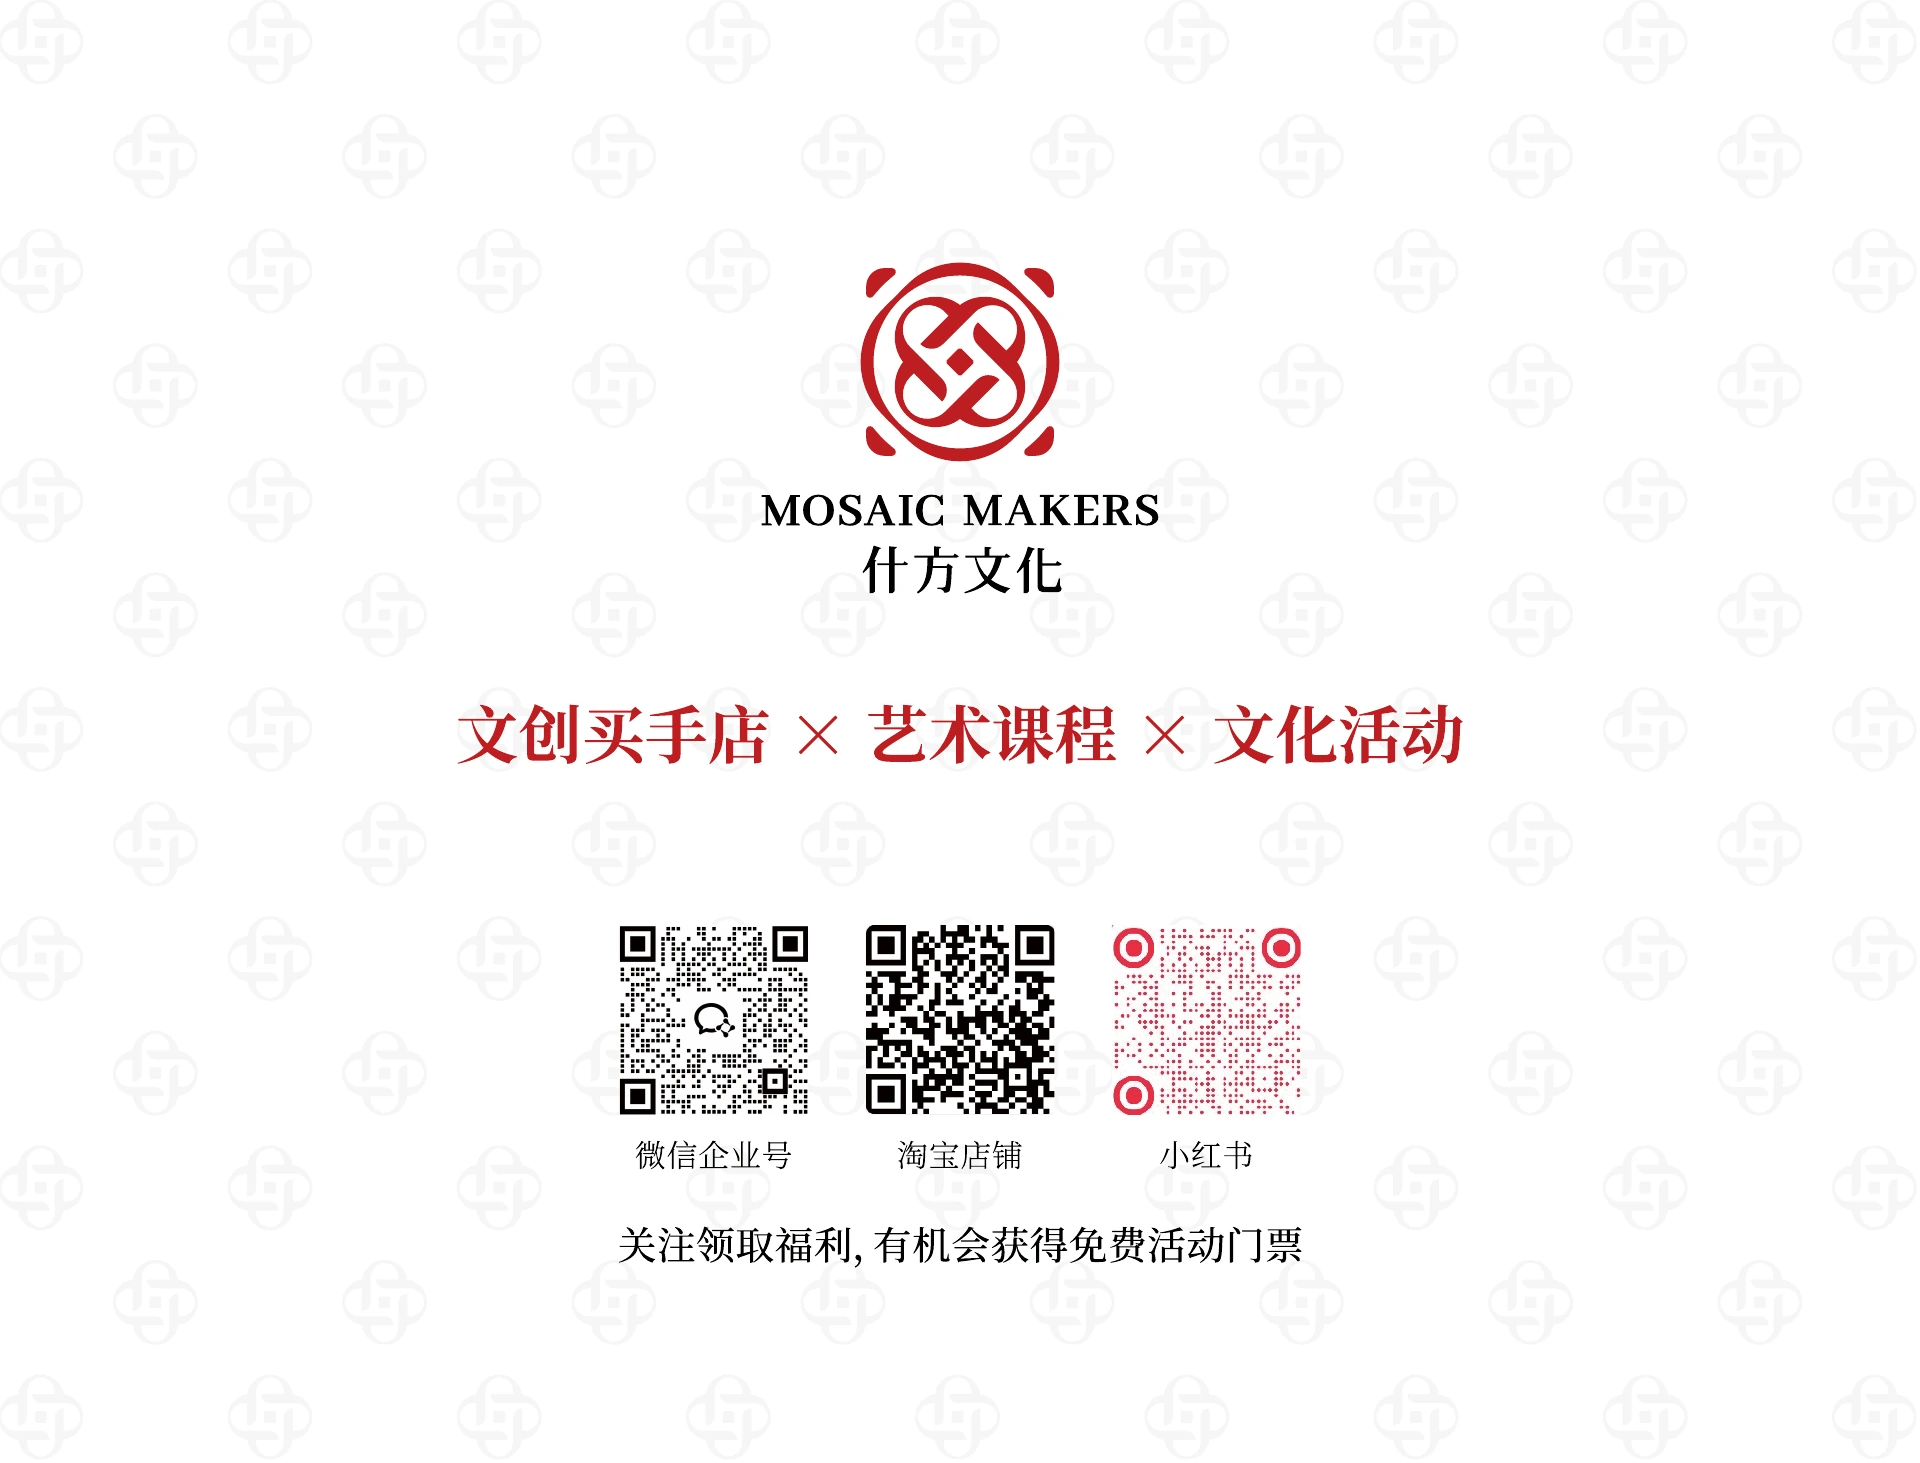 MOSAIC MAKERS
什方文化
文创买手店 × 艺术课程 × 文化活动
微信企业号
淘宝店铺
小红书
关注领取福利, 有机会获得免费活动门票